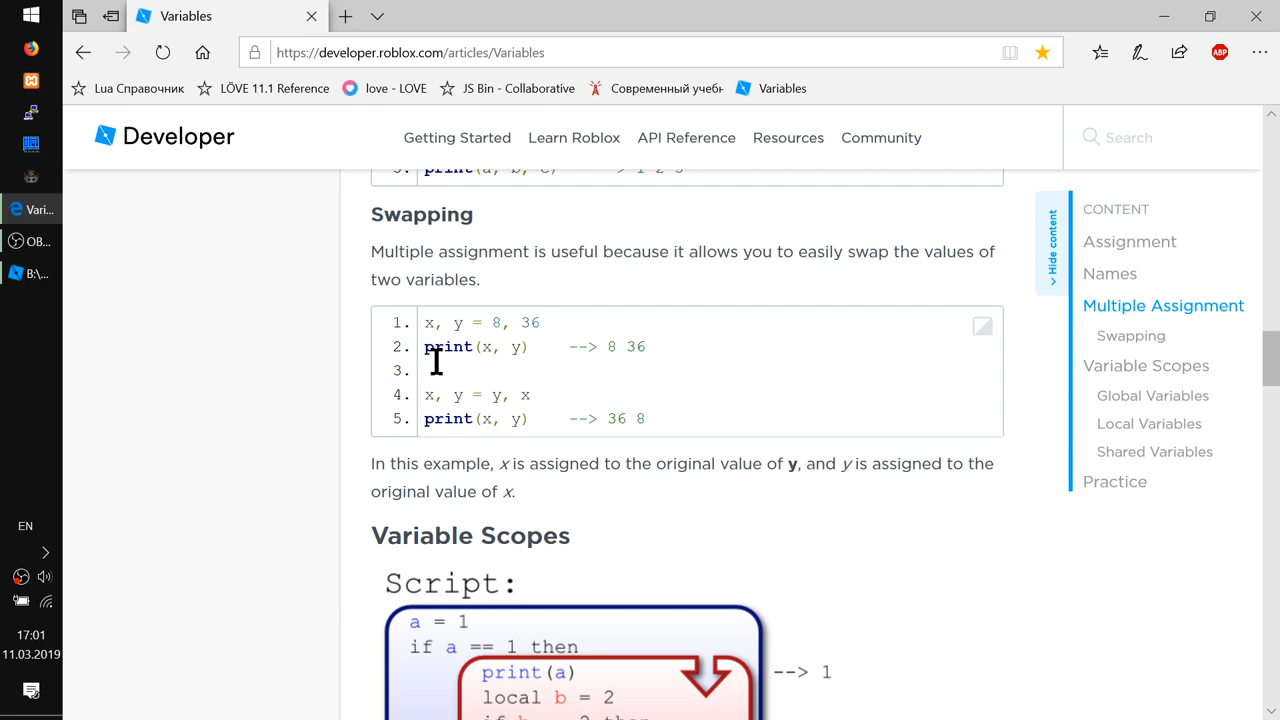 Variables
https://developer.roblox.com/articles/Variables
ABP
Lua Справочник
LÖVE 11.1 Reference
love - LOVE
JS Bin - Collaborative
Современный учебн
Variables
Developer
Getting Started
Learn Roblox
API Reference
Resources
Community
Search
Swapping
Multiple assignment is useful because it allows you to easily swap the values of
two variables.
1. x, y = 8, 36
2. print(x, y) --> 8 36
3.
4. x, y = y, x
5. print(x, y) --> 36 8
In this example, x is assigned to the original value of y, and y is assigned to the
original value of x.
Variable Scopes
Script:
a = 1
if a == 1 then
print(a) --> 1
local b = 2
Hide content
CONTENT
Assignment
Names
Multiple Assignment
Swapping
Variable Scopes
Global Variables
Local Variables
Shared Variables
Practice
Vari...
OB...
B:\...
EN
17:01
11.03.2019